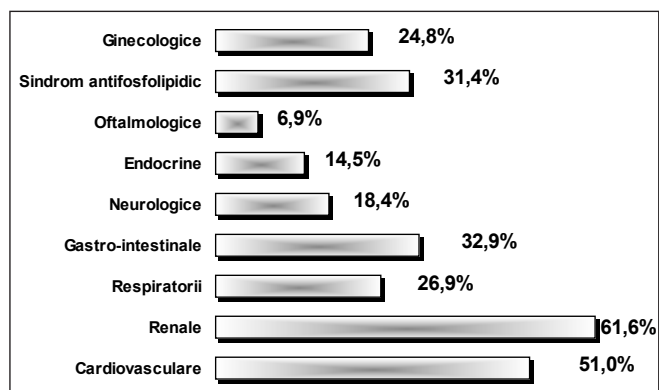 Ginecologice 24,8%
Sindrom antifosfolipidic 31,4%
Oftalmologice 6,9%
Endocrine 14,5%
Neurologice 18,4%
Gastro-intestinale 32,9%
Respiratorii 26,9%
Renale 61,6%
Cardiovasculare 51,0%